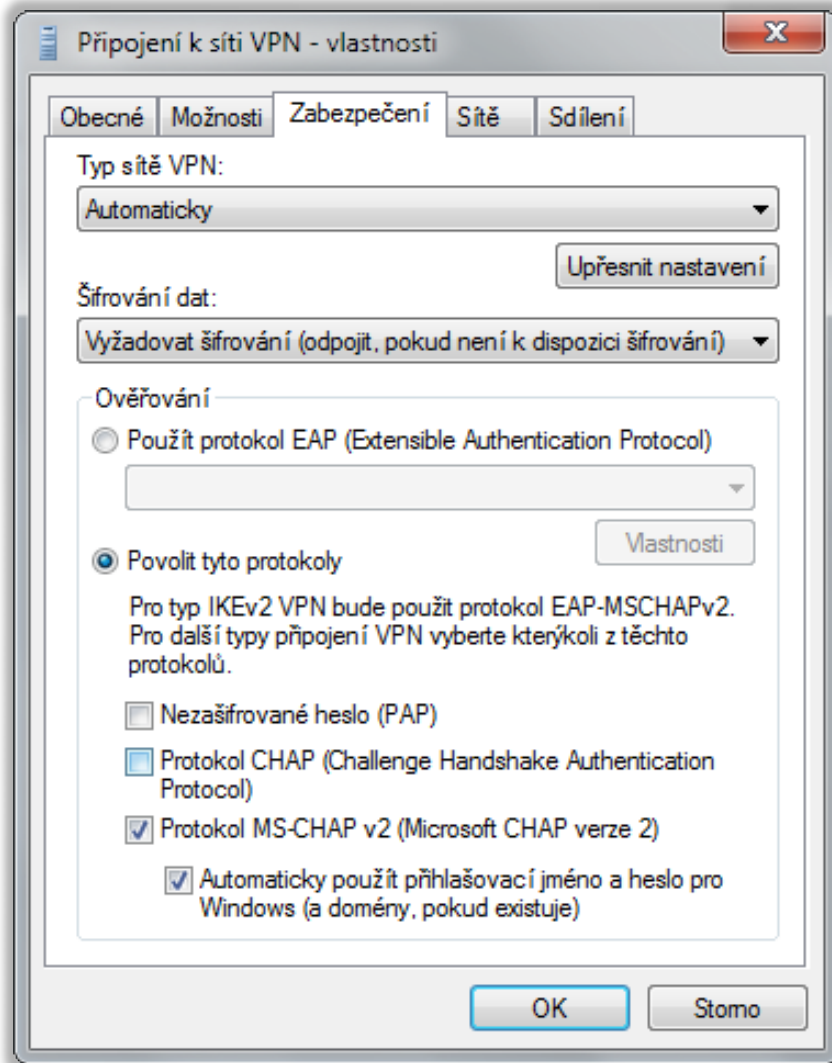 Připojení k síti VPN - vlastnosti
Obecné Možnosti Zabezpečení Sítě Sdílení
Typ sítě VPN:
Automaticky
Upřesnit nastavení
Šifrování dat:
Vyžadovat šifrování (odpojit, pokud není k dispozici šifrování)
Ověřování
Použít protokol EAP (Extensible Authentication Protocol)
Vlastnosti
Povolit tyto protokoly
Pro typ IKEv2 VPN bude použit protokol EAP-MSCHAPv2.
Pro další typy připojení VPN vyberte kterýkoli z těchto
protokolů.
Nezašifrované heslo (PAP)
Protokol CHAP (Challenge Handshake Authentication
Protocol)
Protokol MS-CHAP v2 (Microsoft CHAP verze 2)
Automaticky použít přihlašovací jméno a heslo pro
Windows (a domény, pokud existuje)
OK Storno